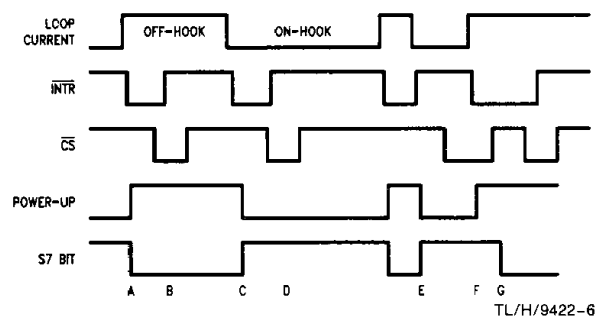 LOOP
CURRENT
OFF-HOOK
ON-HOOK
INTR
CS
POWER-UP
S7 BIT
A B C D E F G
TL/H/9422-6